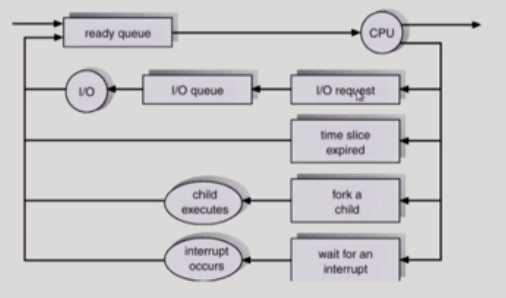 ready queue
CPU
I/O
I/O queue
I/O request
time slice
expired
child
executes
fork a
child
interrupt
occurs
wait for an
interrupt